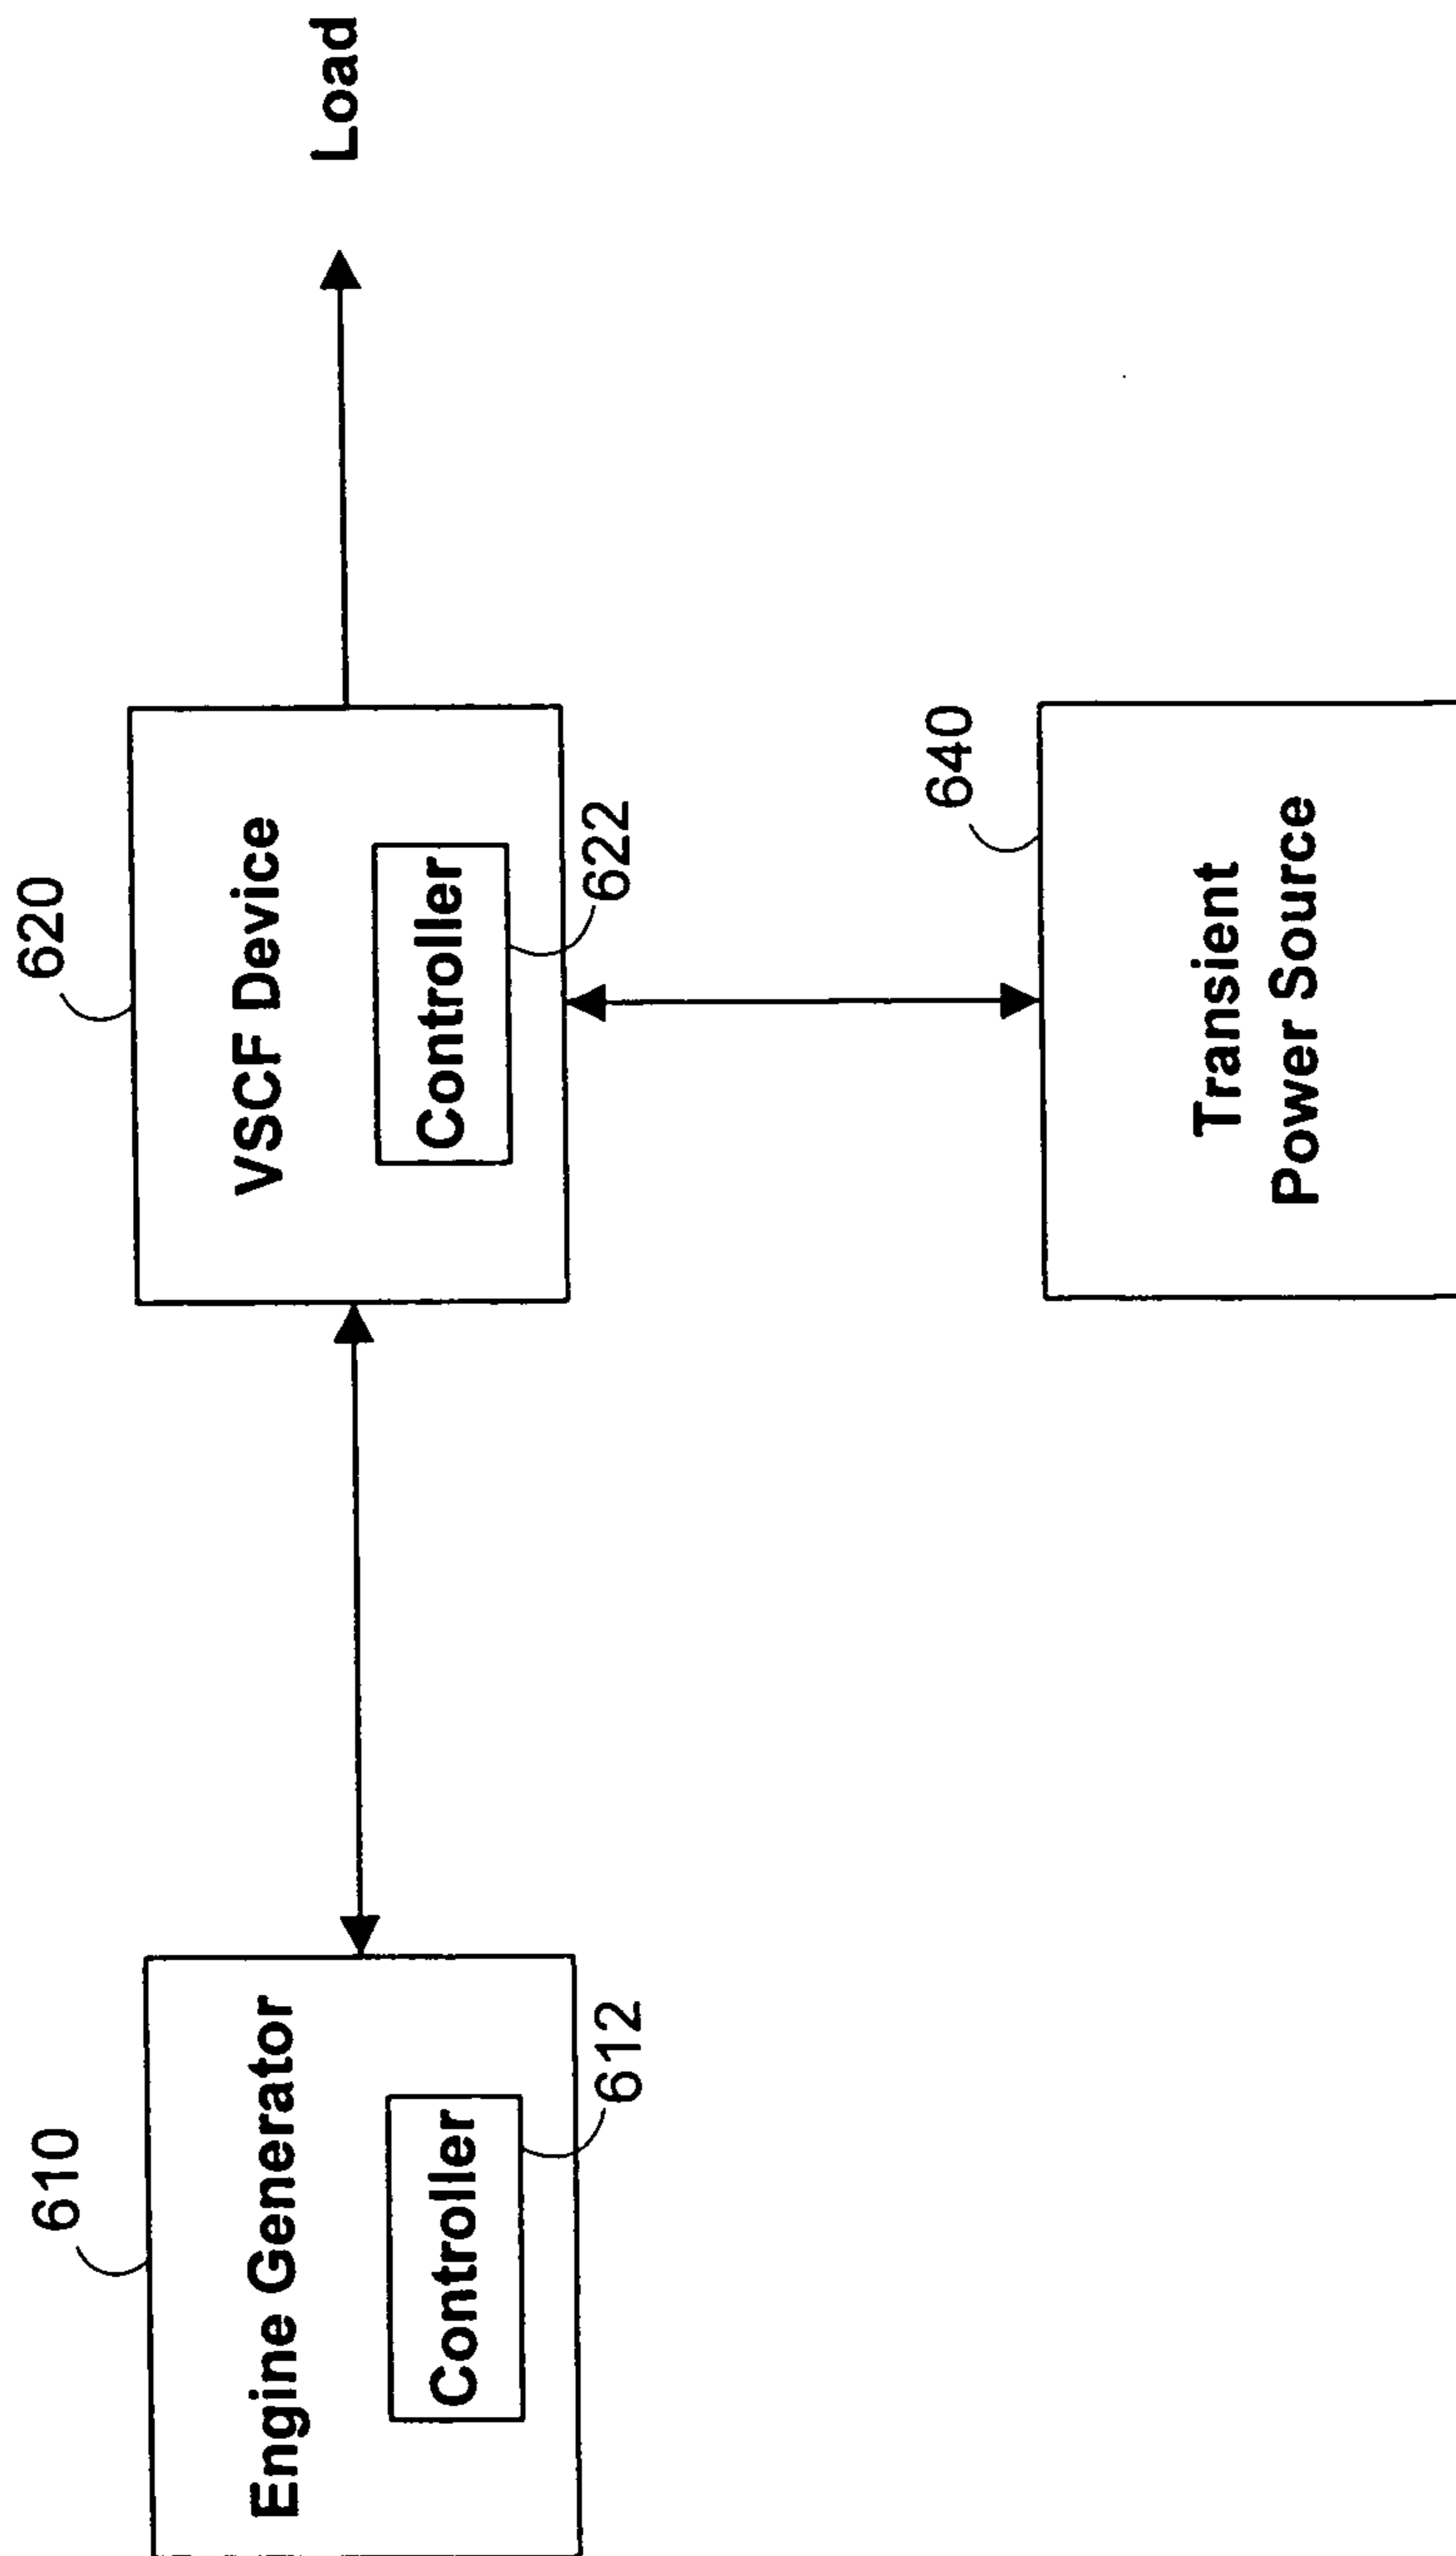 610
Engine Generator
Controller
612
620
VSCF Device
Controller
622
Load
640
Transient
Power Source